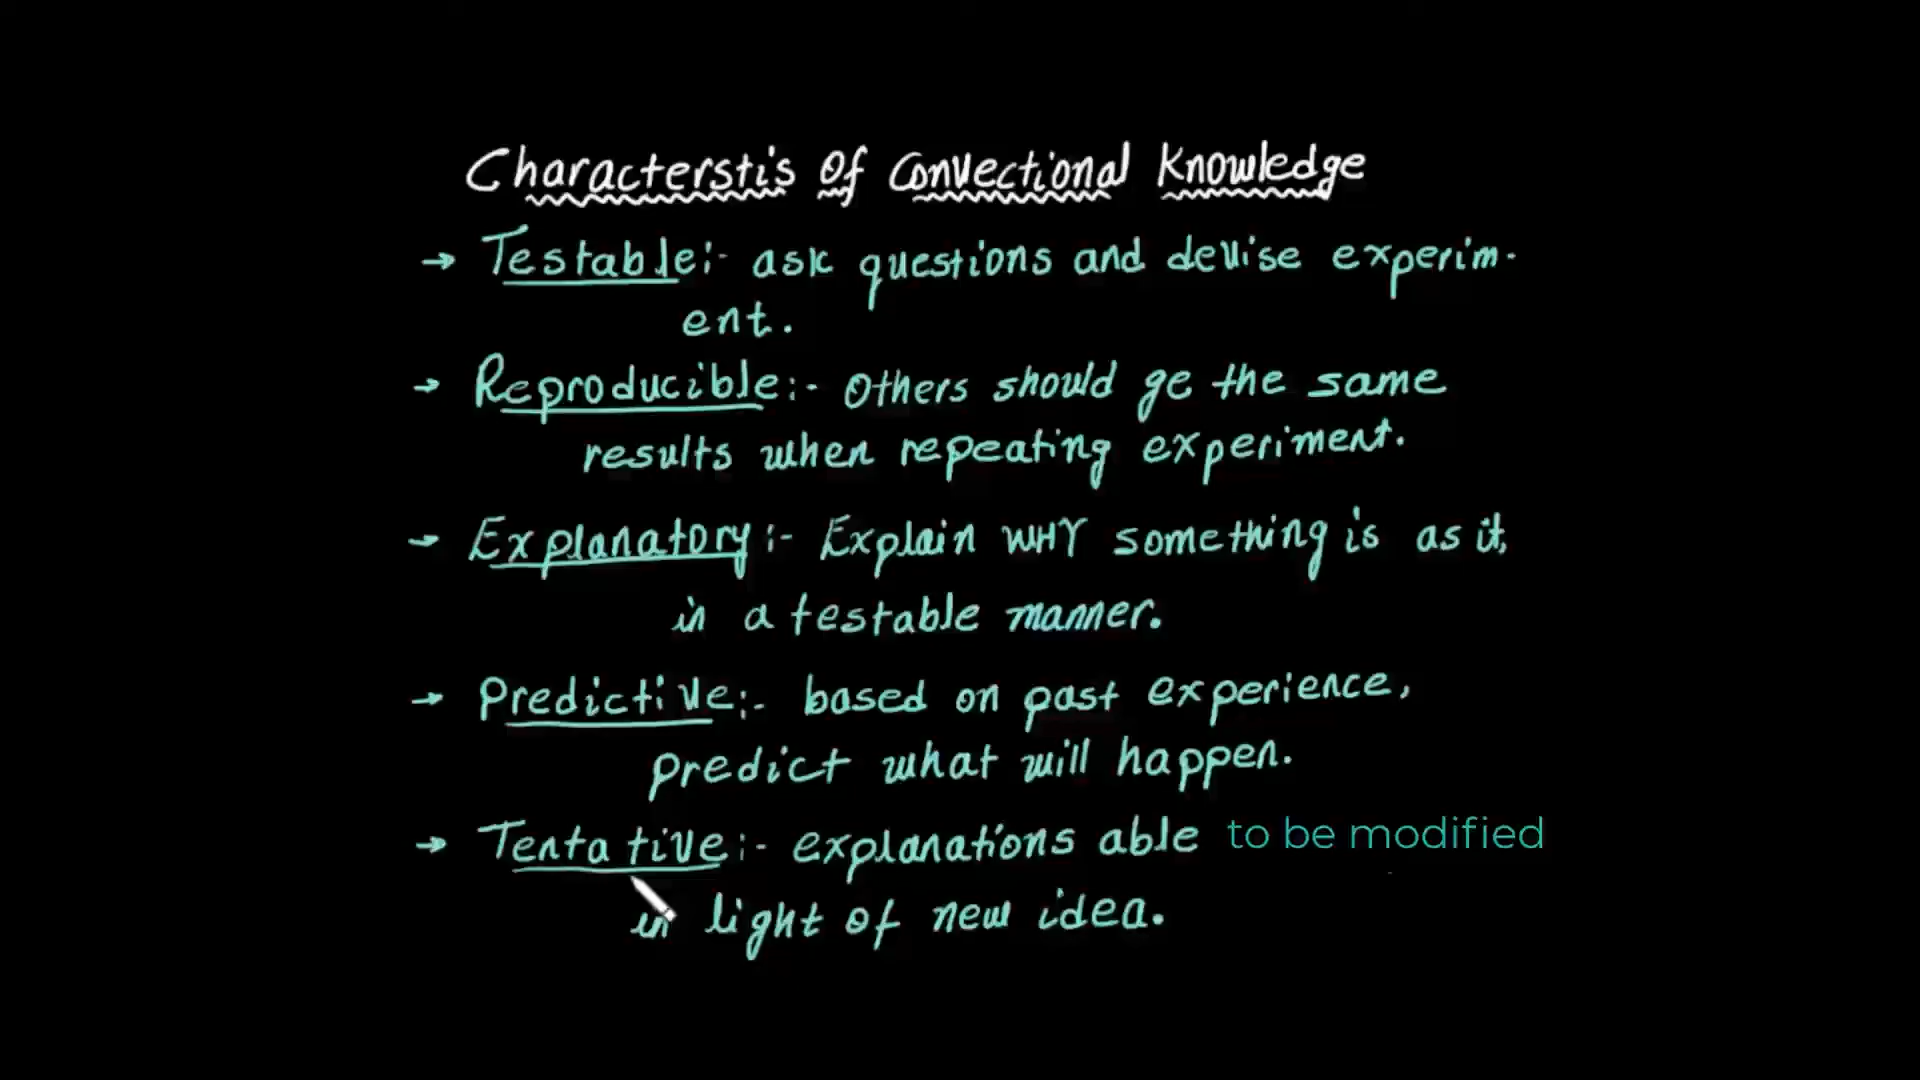 Characterstis Of Convectional Knowledge
→ Testable:- ask questions and devise experim-
ent.
→ Reproducible:- Others should ge the same
results when repeating experiment.
→ Explanatory:- Explain WHY something is as it,
in a testable manner.
→ Predictive:- based on past experience,
predict what will happen.
→ Tentative:- explanations able to be modified
in light of new idea.